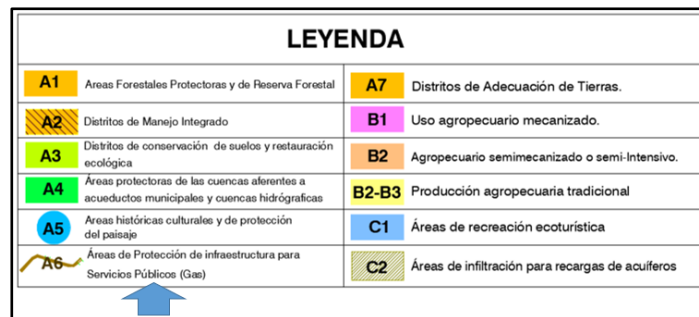 LEYENDA
A1 Areas Forestales Protectoras y de Reserva Forestal
A2 Distritos de Manejo Integrado
A3 Distritos de conservación de suelos y restauración
ecológica
A4 Áreas protectoras de las cuencas aferentes a
acueductos municipales y cuencas hidrógraficas
A5 Areas históricas culturales y de protección
del paisaje
A6 Áreas de Protección de infraestructura para
Servicios Públicos (Gas)
A7 Distritos de Adecuación de Tierras.
B1 Uso agropecuario mecanizado.
B2 Agropecuario semimecanizado o semi-Intensivo.
B2-B3 Producción agropecuaria tradicional
C1 Áreas de recreación ecoturística
C2 Áreas de infiltración para recargas de acuíferos